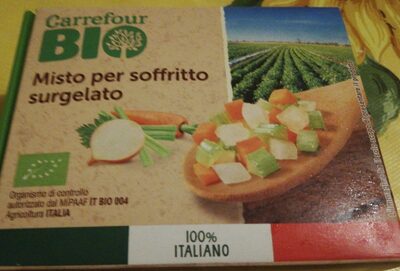 Carrefour
BIO
Misto per soffritto
surgelato
Organismo di controllo
autorizzato dal MiPAAF IT BIO 004
Agricoltura ITALIA
100%
ITALIANO